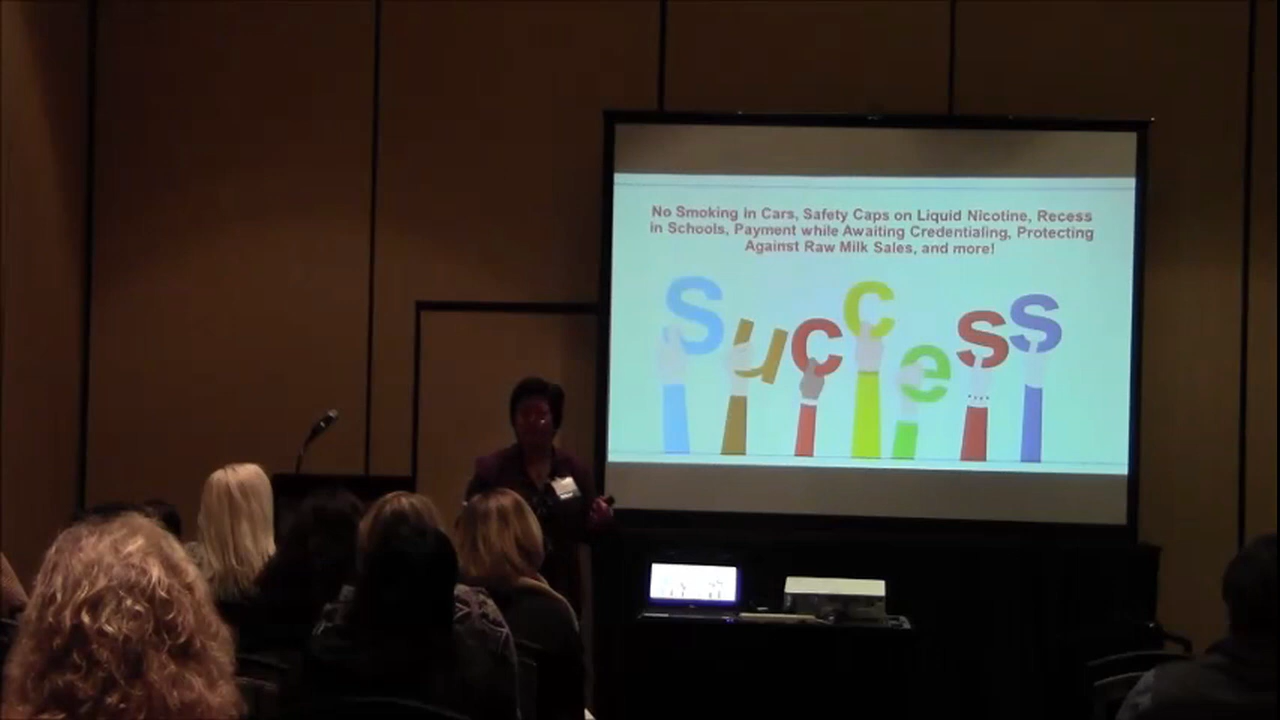 No Smoking in Cars, Safety Caps on Liquid Nicotine, Recess
in Schools, Payment while Awaiting Credentialing, Protecting
Against Raw Milk Sales, and more!
Success